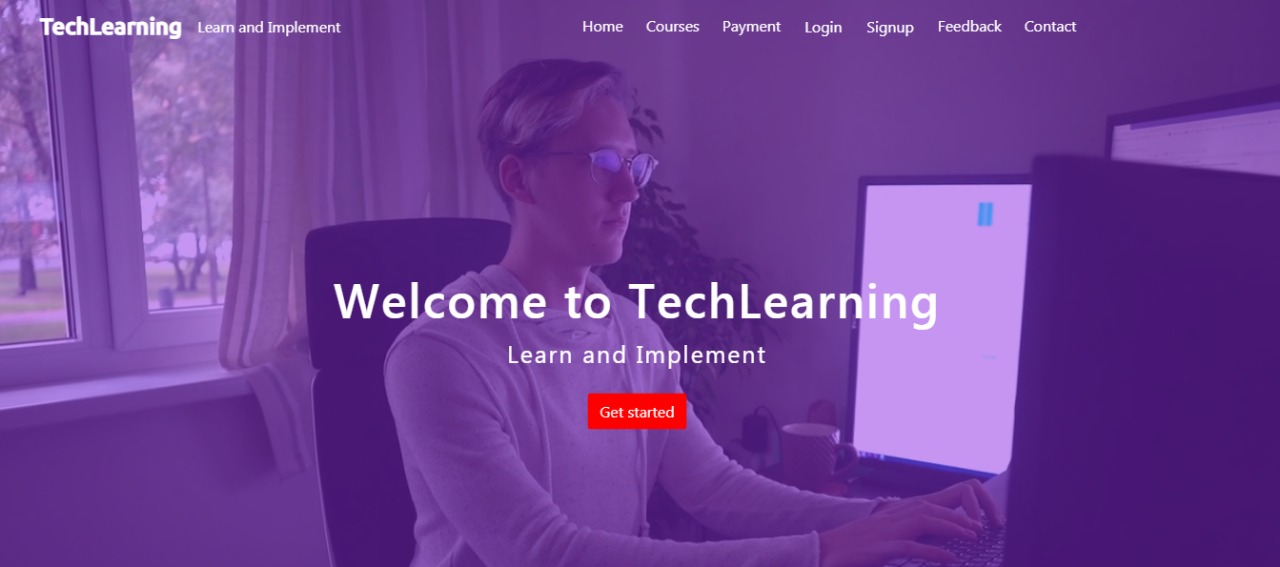 TechLearning Learn and Implement Home Courses Payment Login Signup Feedback Contact
Welcome to TechLearning
Learn and Implement
Get started